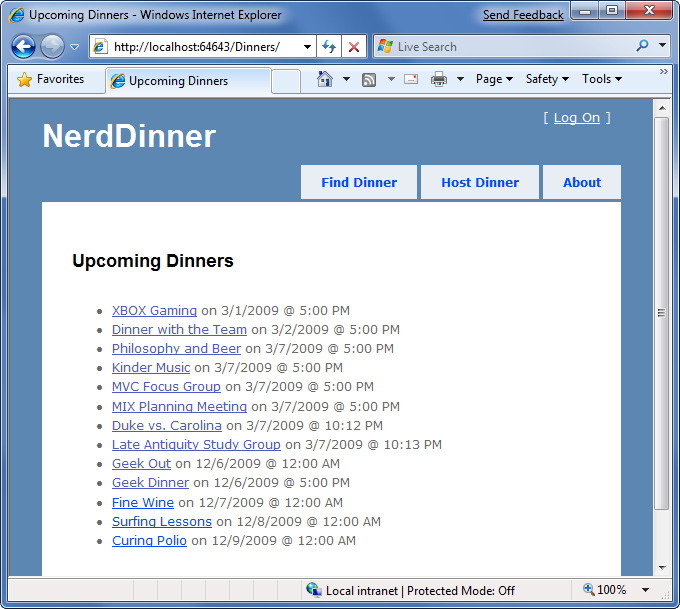 Upcoming Dinners - Windows Internet Explorer
Send Feedback
http://localhost:64643/Dinners/
Live Search
Favorites
Upcoming Dinners
Page
Safety
Tools
[ Log On ]
NerdDinner
Find Dinner
Host Dinner
About
Upcoming Dinners
XBOX Gaming on 3/1/2009 @ 5:00 PM
Dinner with the Team on 3/2/2009 @ 5:00 PM
Philosophy and Beer on 3/7/2009 @ 5:00 PM
Kinder Music on 3/7/2009 @ 5:00 PM
MVC Focus Group on 3/7/2009 @ 5:00 PM
MIX Planning Meeting on 3/7/2009 @ 5:00 PM
Duke vs. Carolina on 3/7/2009 @ 10:12 PM
Late Antiquity Study Group on 3/7/2009 @ 10:13 PM
Geek Out on 12/6/2009 @ 12:00 AM
Geek Dinner on 12/6/2009 @ 5:00 PM
Fine Wine on 12/7/2009 @ 12:00 AM
Surfing Lessons on 12/8/2009 @ 12:00 AM
Curing Polio on 12/9/2009 @ 12:00 AM
Local intranet | Protected Mode: Off
100%